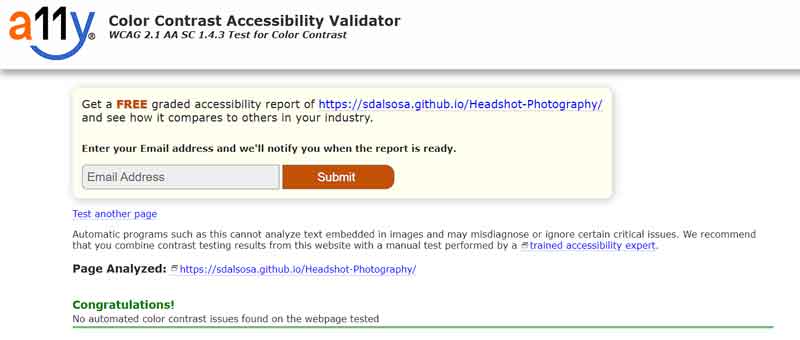 a11y®
Color Contrast Accessibility Validator
WCAG 2.1 AA SC 1.4.3 Test for Color Contrast
Get a FREE graded accessibility report of https://sdalsosa.github.io/Headshot-Photography/
and see how it compares to others in your industry.
Enter your Email address and we'll notify you when the report is ready.
Email Address
Submit
Test another page
Automatic programs such as this cannot analyze text embedded in images and may misdiagnose or ignore certain critical issues. We recommend
that you combine contrast testing results from this website with a manual test performed by a trained accessibility expert.
Page Analyzed: https://sdalsosa.github.io/Headshot-Photography/
Congratulations!
No automated color contrast issues found on the webpage tested